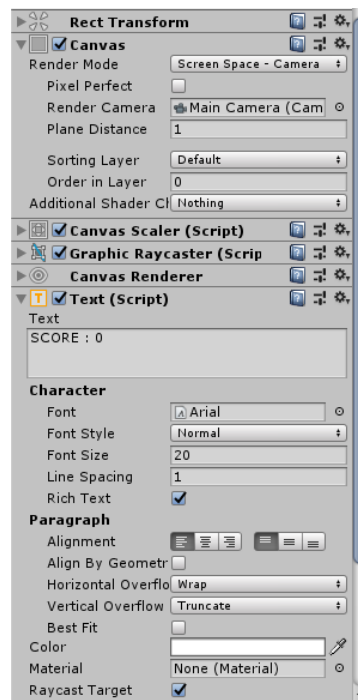 Rect Transform
Canvas
Render Mode Screen Space - Camera
Pixel Perfect
Render Camera Main Camera (Cam
Plane Distance 1
Sorting Layer Default
Order in Layer 0
Additional Shader Cl Nothing
Canvas Scaler (Script)
Graphic Raycaster (Scrip
Canvas Renderer
T Text (Script)
Text
SCORE : 0
Character
Font Arial
Font Style Normal
Font Size 20
Line Spacing 1
Rich Text
Paragraph
Alignment
Align By Geometr
Horizontal Overflo Wrap
Vertical Overflow Truncate
Best Fit
Color
Material None (Material)
Raycast Target